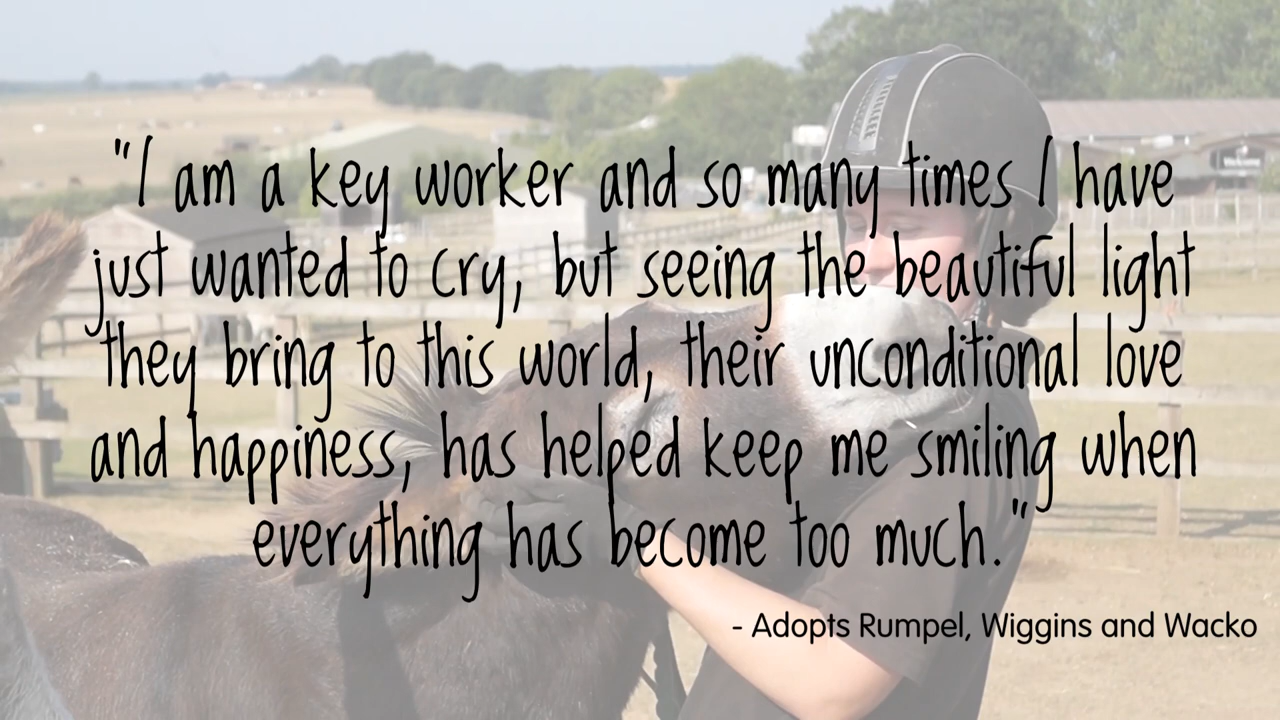 "I am a key worker and so many times I have
just wanted to cry, but seeing the beautiful light
they bring to this world, their unconditional love
and happiness, has helped keep me smiling when
everything has become too much."
- Adopts Rumpel, Wiggins and Wacko
Welcome